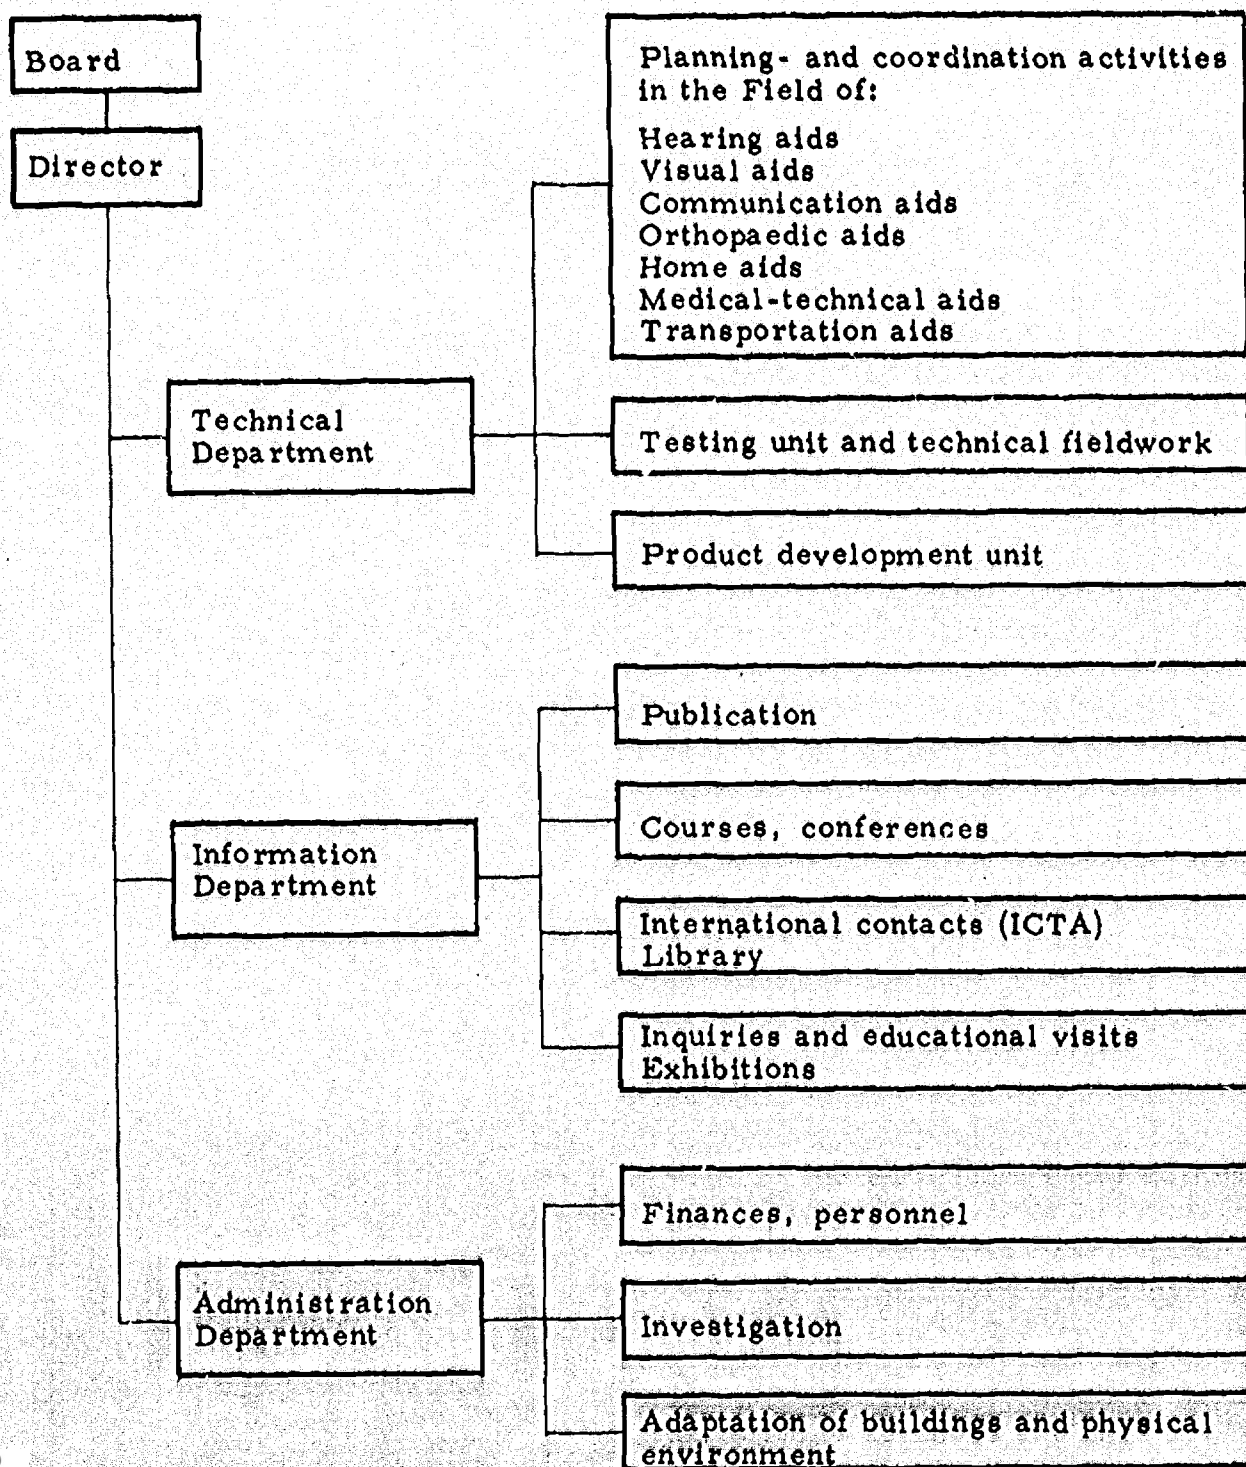 Board
Director
Planning- and coordination activities
in the Field of:
Hearing aids
Visual aids
Communication aids
Orthopaedic aids
Home aids
Medical-technical aids
Transportation aids
Technical
Department
Testing unit and technical fieldwork
Product development unit
Publication
Courses, conferences
Information
Department
International contacts (ICTA)
Library
Inquiries and educational visits
Exhibitions
Finances, personnel
Administration
Department
Investigation
Adaptation of buildings and physical
environment